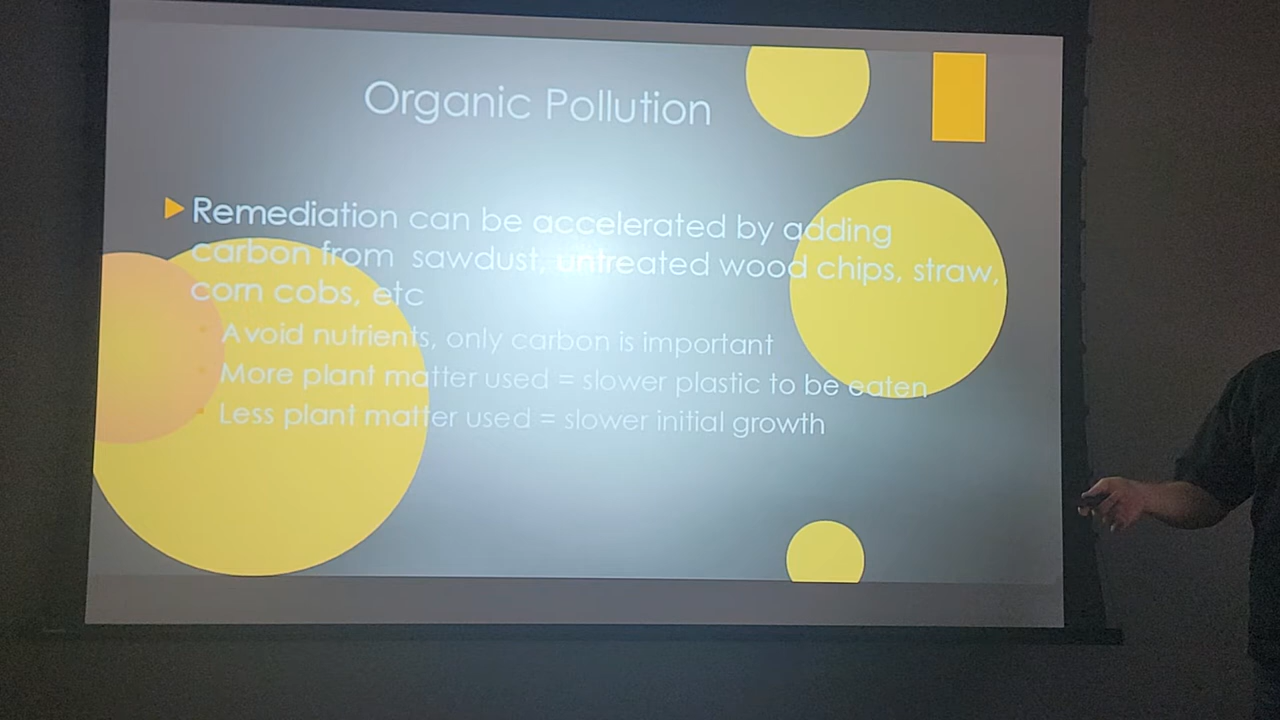 Organic Pollution
Remediation can be accelerated by adding
carbon from sawdust, untreated wood chips, straw,
corn cobs, etc
Avoid nutrients, only carbon is important
More plant matter used = slower plastic to be eaten
Less plant matter used = slower initial growth